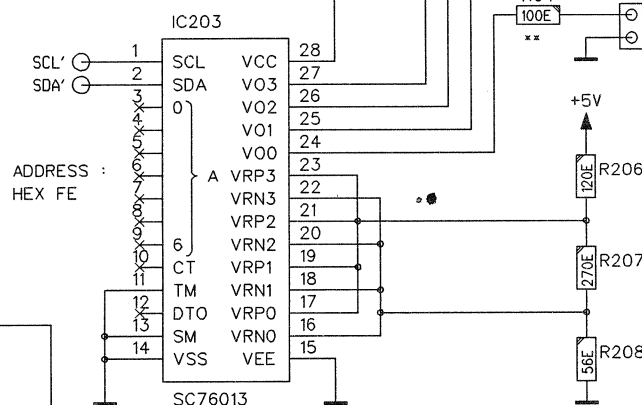 IC203
100E
**
SCL'
1
SCL
VCC
28
SDA'
2
SDA
VO3
27
3
0
VO2
26
4
VO1
25
5
VO0
24
+5V
ADDRESS :
HEX FE
6
A
VRP3
23
120E
R206
7
VRN3
22
8
VRP2
21
9
6
VRN2
20
10
CT
VRP1
19
270E
R207
11
TM
VRN1
18
12
DTO
VRP0
17
13
SM
VRN0
16
14
VSS
VEE
15
56E
R208
SC76013